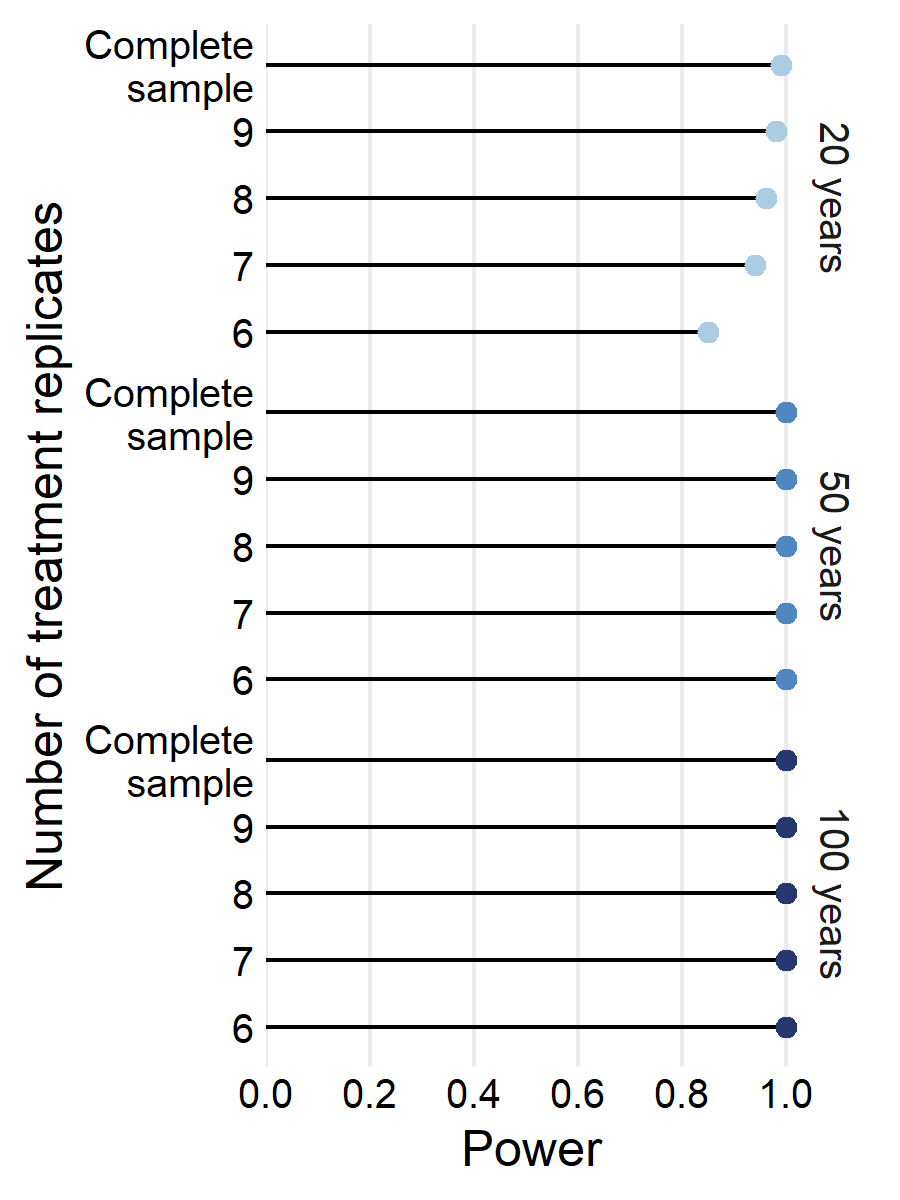 Number of treatment replicates
Complete
sample
9
8
7
6
20 years
Complete
sample
9
8
7
6
50 years
Complete
sample
9
8
7
6
100 years
0.0 0.2 0.4 0.6 0.8 1.0
Power